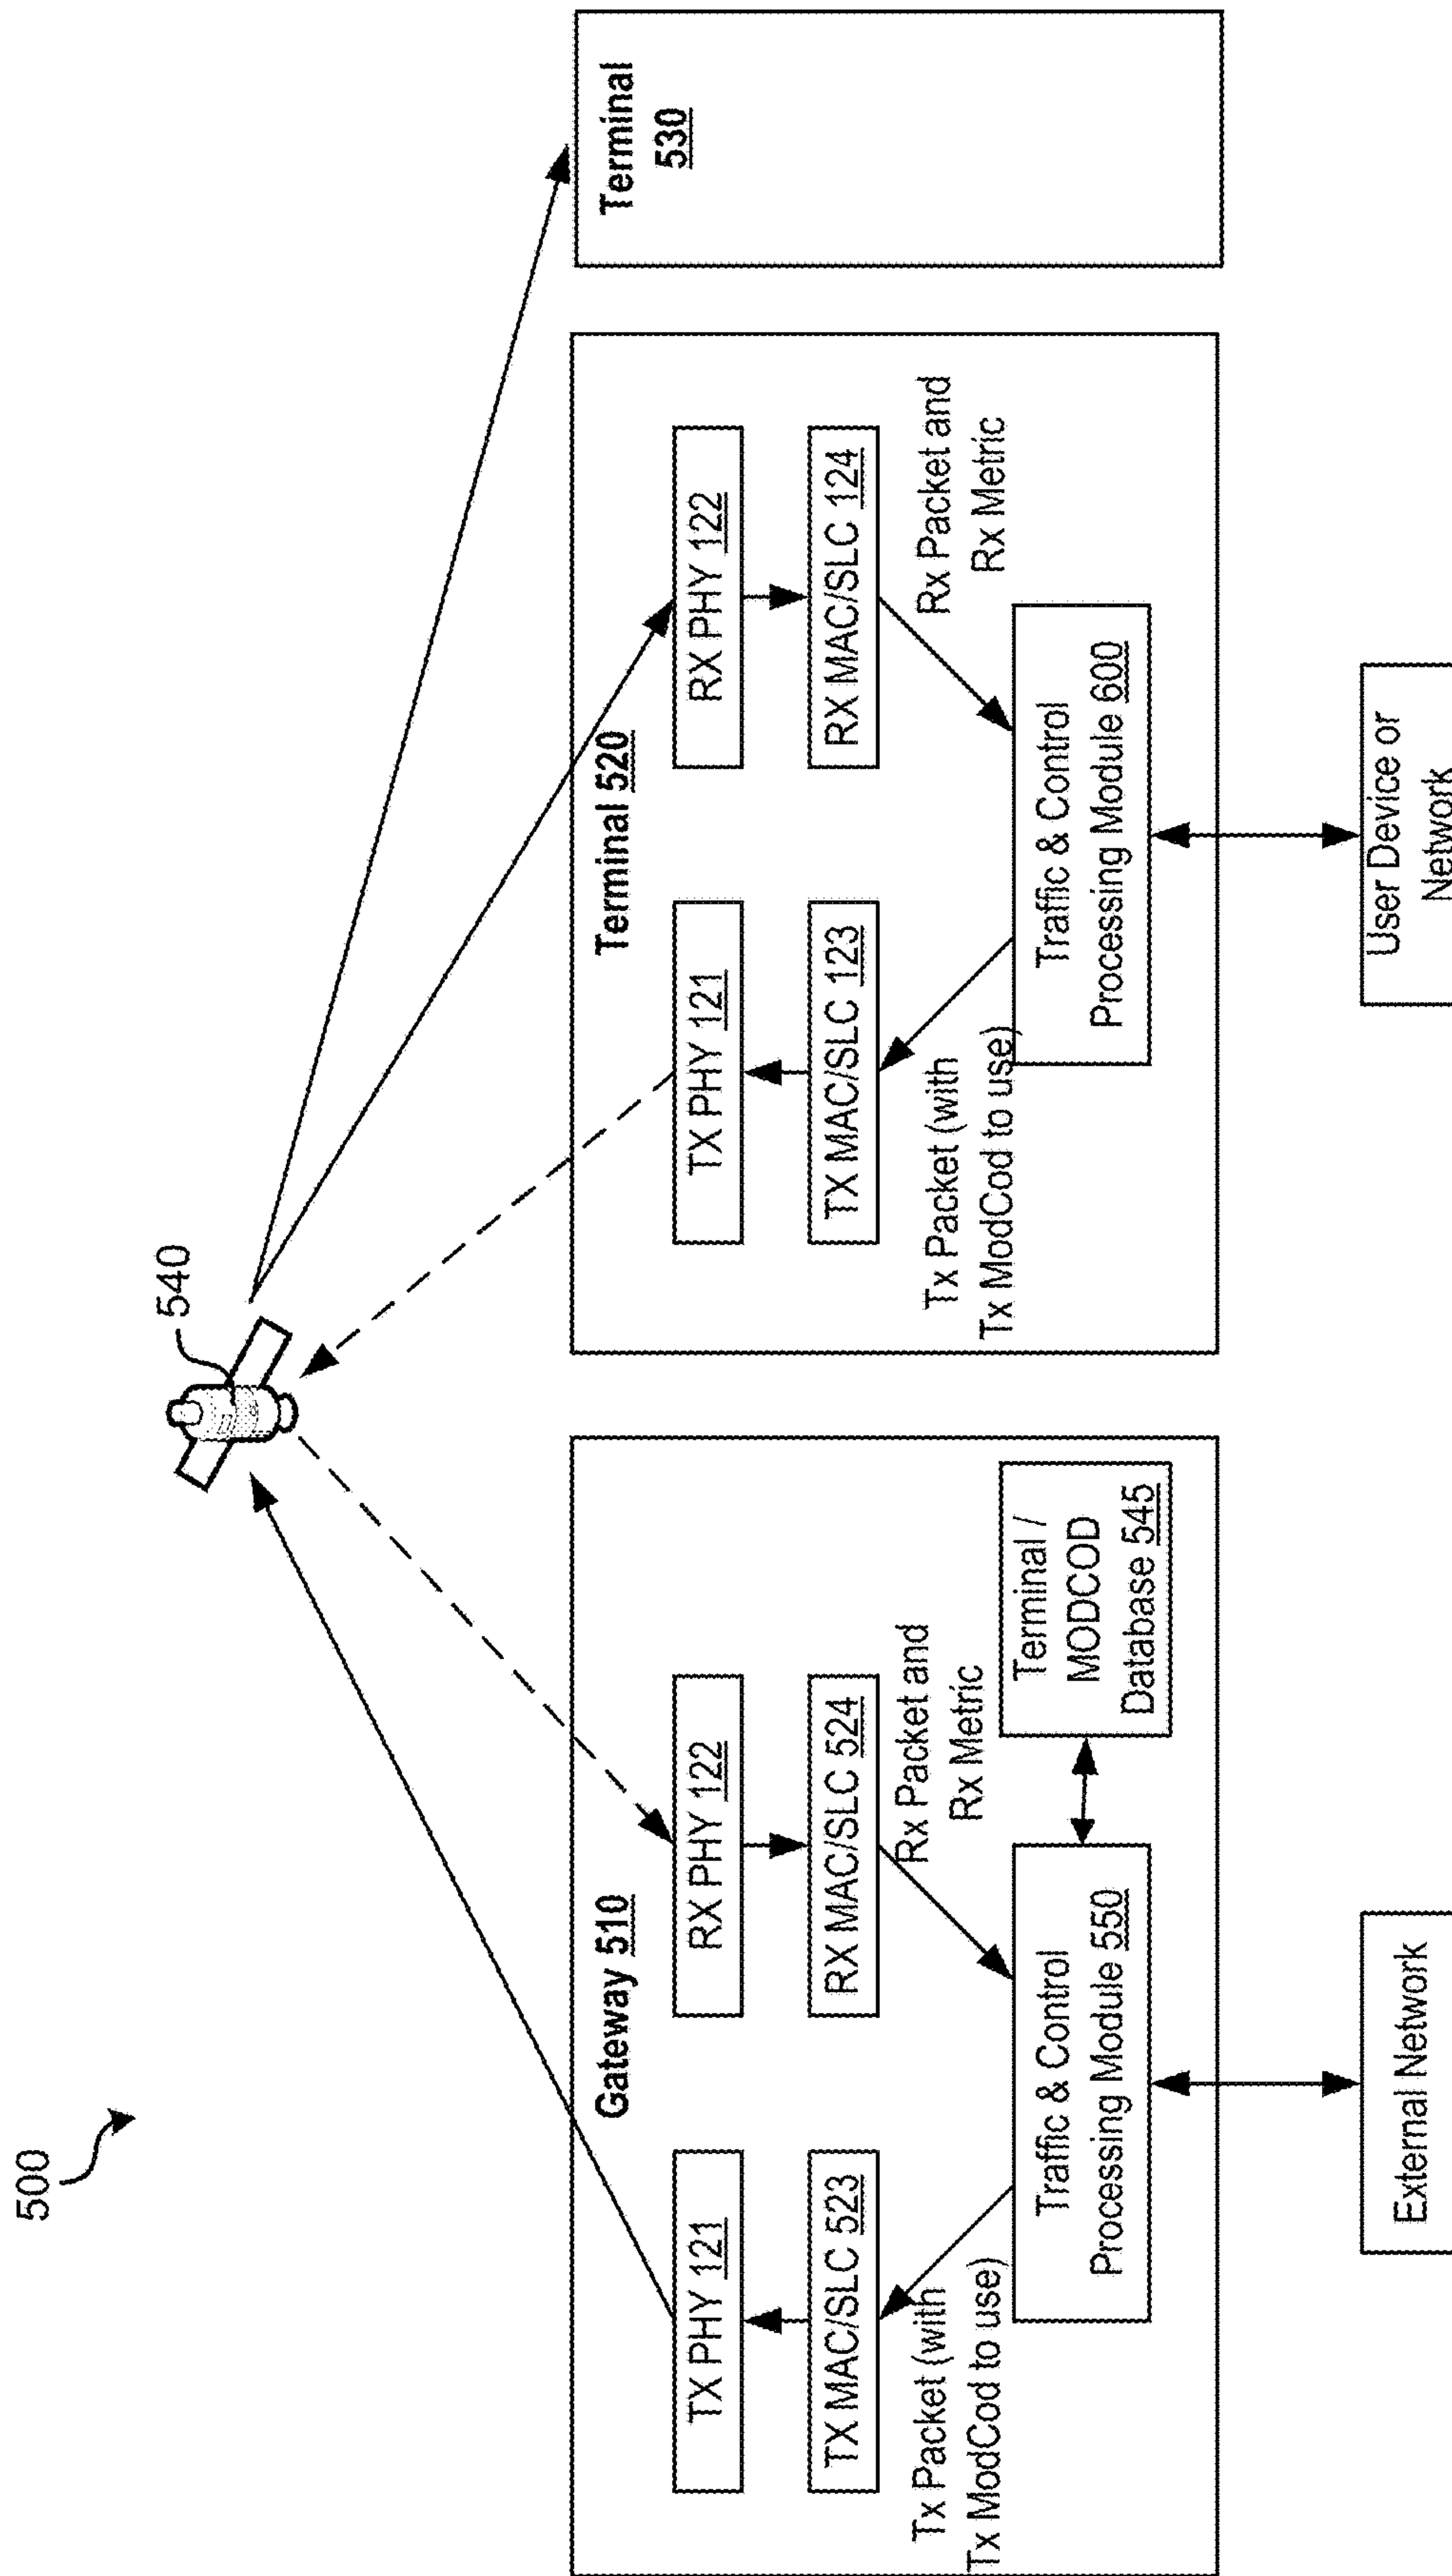 500
540
Gateway 510
TX PHY 121
RX PHY 122
TX MAC/SLC 523
RX MAC/SLC 524
Tx Packet (with
Tx ModCod to use)
Rx Packet and
Rx Metric
Traffic & Control
Processing Module 550
Terminal /
MODCOD
Database 545
External Network
Terminal 520
TX PHY 121
RX PHY 122
TX MAC/SLC 123
RX MAC/SLC 124
Tx Packet (with
Tx ModCod to use)
Rx Packet and
Rx Metric
Traffic & Control
Processing Module 600
User Device or
Network
Terminal
530